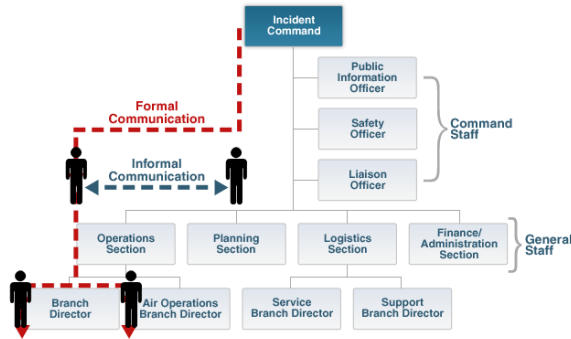 Incident
Command
Public
Information
Officer
Formal
Communication
Safety
Officer
Command
Staff
Informal
Communication
Liaison
Officer
Operations
Section
Planning
Section
Logistics
Section
Finance/
Administration
Section
General
Staff
Branch
Director
Air Operations
Branch Director
Service
Branch Director
Support
Branch Director